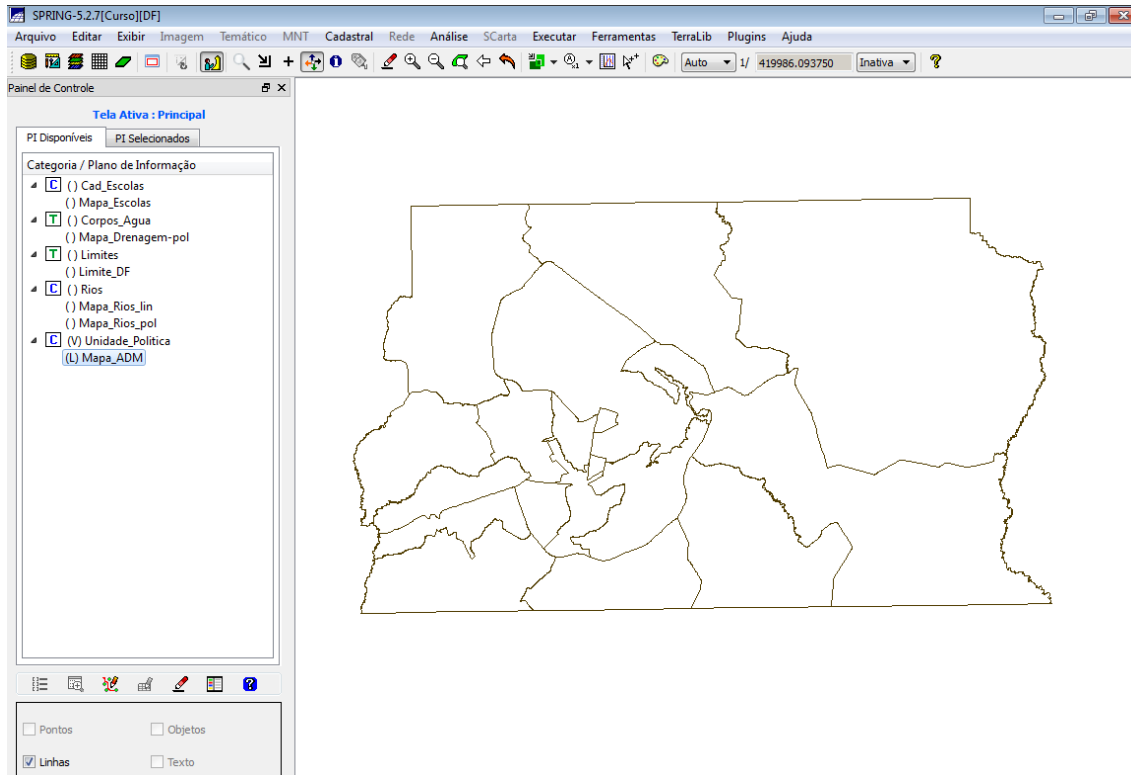 SPRING-5.2.7[Curso][DF]
Arquivo Editar Exibir Imagem Temático MNT Cadastral Rede Análise SCarta Executar Ferramentas TerraLib Plugins Ajuda
Auto 1/ 419986.093750 Inativa
Painel de Controle
Tela Ativa : Principal
PI Disponíveis PI Selecionados
Categoria / Plano de Informação
C () Cad_Escolas
() Mapa_Escolas
T () Corpos_Agua
() Mapa_Drenagem-pol
T () Limites
() Limite_DF
C () Rios
() Mapa_Rios_lin
() Mapa_Rios_pol
C (V) Unidade_Politica
(L) Mapa_ADM
Pontos Objetos
Linhas Texto